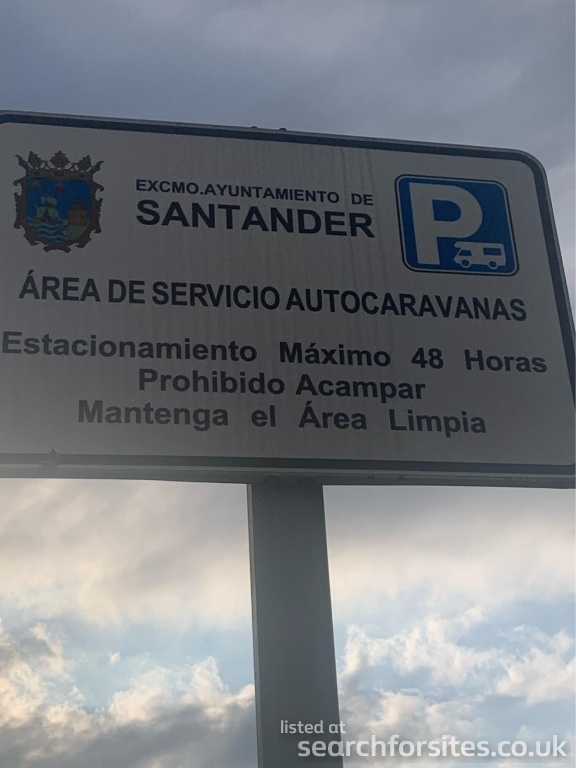 EXCMO.AYUNTAMIENTO DE
SANTANDER
P
ÁREA DE SERVICIO AUTOCARAVANAS
Estacionamiento Máximo 48 Horas
Prohibido Acampar
Mantenga el Área Limpia
listed at
searchforsites.co.uk